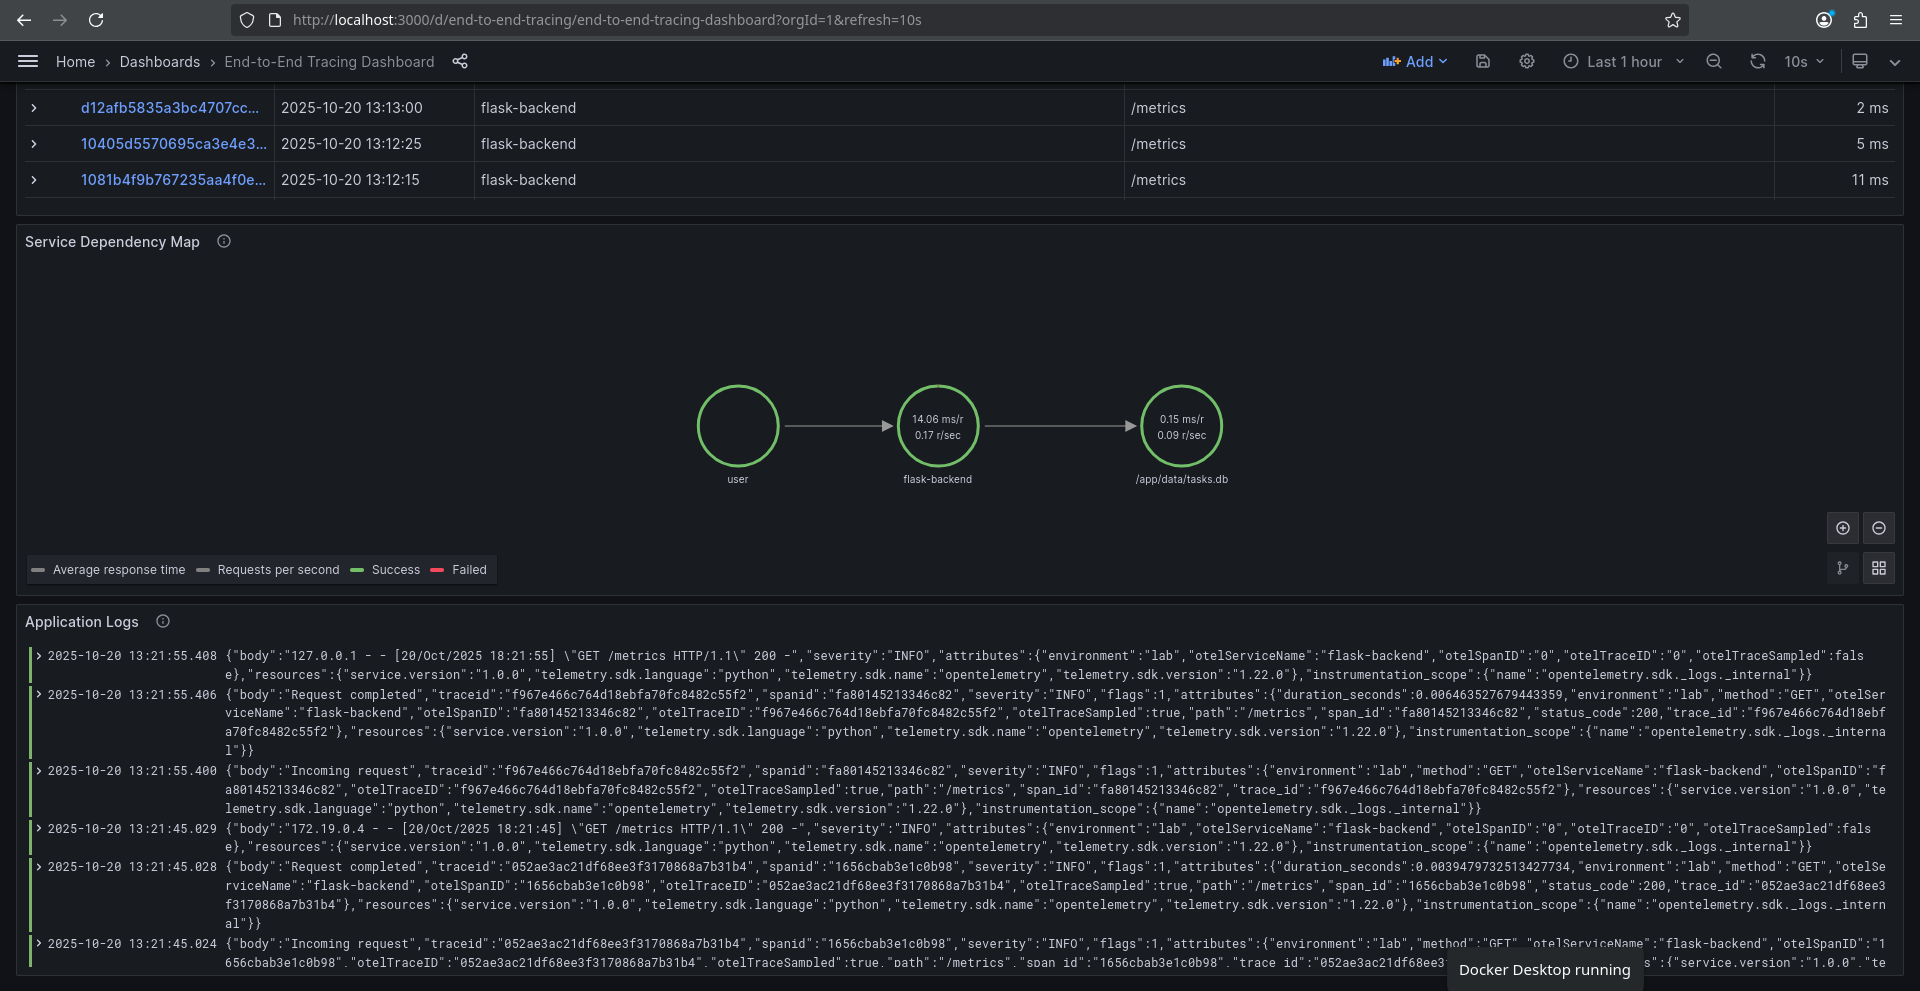 http://localhost:3000/d/end-to-end-tracing/end-to-end-tracing-dashboard?orgId=1&refresh=10s
Home › Dashboards › End-to-End Tracing Dashboard
Add
Last 1 hour
10s
d12afb5835a3bc4707cc... 2025-10-20 13:13:00 flask-backend /metrics 2 ms
10405d5570695ca3e4e3... 2025-10-20 13:12:25 flask-backend /metrics 5 ms
1081b4f9b767235aa4f0e... 2025-10-20 13:12:15 flask-backend /metrics 11 ms
Service Dependency Map
14.06 ms/r
0.17 r/sec
0.15 ms/r
0.09 r/sec
user
flask-backend
/app/data/tasks.db
Average response time Requests per second Success Failed
Application Logs
2025-10-20 13:21:55.408 {"body":"127.0.0.1 - - [20/Oct/2025 18:21:55] \"GET /metrics HTTP/1.1\" 200 -","severity":"INFO","attributes":{"environment":"lab","otelServiceName":"flask-backend","otelSpanID":"0","otelTraceID":"0","otelTraceSampled":fals
e},"resources":{"service.version":"1.0.0","telemetry.sdk.language":"python","telemetry.sdk.name":"opentelemetry","telemetry.sdk.version":"1.22.0"},"instrumentation_scope":{"name":"opentelemetry.sdk._logs._internal"}}
2025-10-20 13:21:55.406 {"body":"Request completed","traceid":"f967e466c764d18ebfa70fc8482c55f2","spanid":"fa80145213346c82","severity":"INFO","flags":1,"attributes":{"duration_seconds":0.006463527679443359,"environment":"lab","method":"GET","otelSer
viceName":"flask-backend","otelSpanID":"fa80145213346c82","otelTraceID":"f967e466c764d18ebfa70fc8482c55f2","otelTraceSampled":true,"path":"/metrics","span_id":"fa80145213346c82","status_code":200,"trace_id":"f967e466c764d18ebf
a70fc8482c55f2"},"resources":{"service.version":"1.0.0","telemetry.sdk.language":"python","telemetry.sdk.name":"opentelemetry","telemetry.sdk.version":"1.22.0"},"instrumentation_scope":{"name":"opentelemetry.sdk._logs._interna
l"}}
2025-10-20 13:21:55.400 {"body":"Incoming request","traceid":"f967e466c764d18ebfa70fc8482c55f2","spanid":"fa80145213346c82","severity":"INFO","flags":1,"attributes":{"environment":"lab","method":"GET","otelServiceName":"flask-backend","otelSpanID":"f
a80145213346c82","otelTraceID":"f967e466c764d18ebfa70fc8482c55f2","otelTraceSampled":true,"path":"/metrics","span_id":"fa80145213346c82","trace_id":"f967e466c764d18ebfa70fc8482c55f2"},"resources":{"service.version":"1.0.0","te
lemetry.sdk.language":"python","telemetry.sdk.name":"opentelemetry","telemetry.sdk.version":"1.22.0"},"instrumentation_scope":{"name":"opentelemetry.sdk._logs._internal"}}
2025-10-20 13:21:45.029 {"body":"172.19.0.4 - - [20/Oct/2025 18:21:45] \"GET /metrics HTTP/1.1\" 200 -","severity":"INFO","attributes":{"environment":"lab","otelServiceName":"flask-backend","otelSpanID":"0","otelTraceID":"0","otelTraceSampled":fals
e},"resources":{"service.version":"1.0.0","telemetry.sdk.language":"python","telemetry.sdk.name":"opentelemetry","telemetry.sdk.version":"1.22.0"},"instrumentation_scope":{"name":"opentelemetry.sdk._logs._internal"}}
2025-10-20 13:21:45.028 {"body":"Request completed","traceid":"052ae3ac21df68ee3f3170868a7b31b4","spanid":"1656cbab3e1c0b98","severity":"INFO","flags":1,"attributes":{"duration_seconds":0.0039479732513427734,"environment":"lab","method":"GET","otelSe
rviceName":"flask-backend","otelSpanID":"1656cbab3e1c0b98","otelTraceID":"052ae3ac21df68ee3f3170868a7b31b4","otelTraceSampled":true,"path":"/metrics","span_id":"1656cbab3e1c0b98","status_code":200,"trace_id":"052ae3ac21df68ee3
f3170868a7b31b4"},"resources":{"service.version":"1.0.0","telemetry.sdk.language":"python","telemetry.sdk.name":"opentelemetry","telemetry.sdk.version":"1.22.0"},"instrumentation_scope":{"name":"opentelemetry.sdk._logs._intern
al"}}
2025-10-20 13:21:45.024 {"body":"Incoming request","traceid":"052ae3ac21df68ee3f3170868a7b31b4","spanid":"1656cbab3e1c0b98","severity":"INFO","flags":1,"attributes":{"environment":"lab","method":"GET","otelServiceName":"flask-backend","otelSpanID":"1
656cbab3e1c0b98","otelTraceID":"052ae3ac21df68ee3f3170868a7b31b4","otelTraceSampled":true,"path":"/metrics","span_id":"1656cbab3e1c0b98","trace_id":"052ae3ac21df68ee3 s":{"service.version":"1.0.0","te
Docker Desktop running